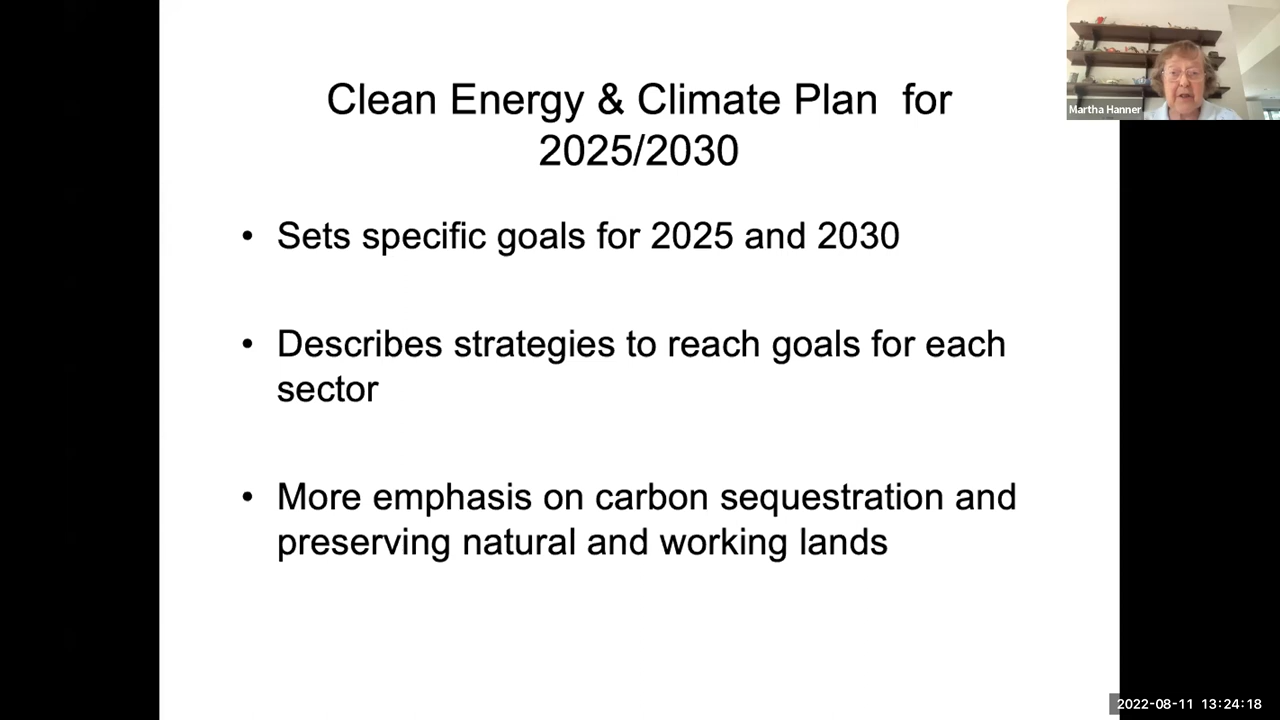 Clean Energy & Climate Plan  for
2025/2030
• Sets specific goals for 2025 and 2030
• Describes strategies to reach goals for each
sector
• More emphasis on carbon sequestration and
preserving natural and working lands
Martha Hanner
2022-08-11 13:24:18